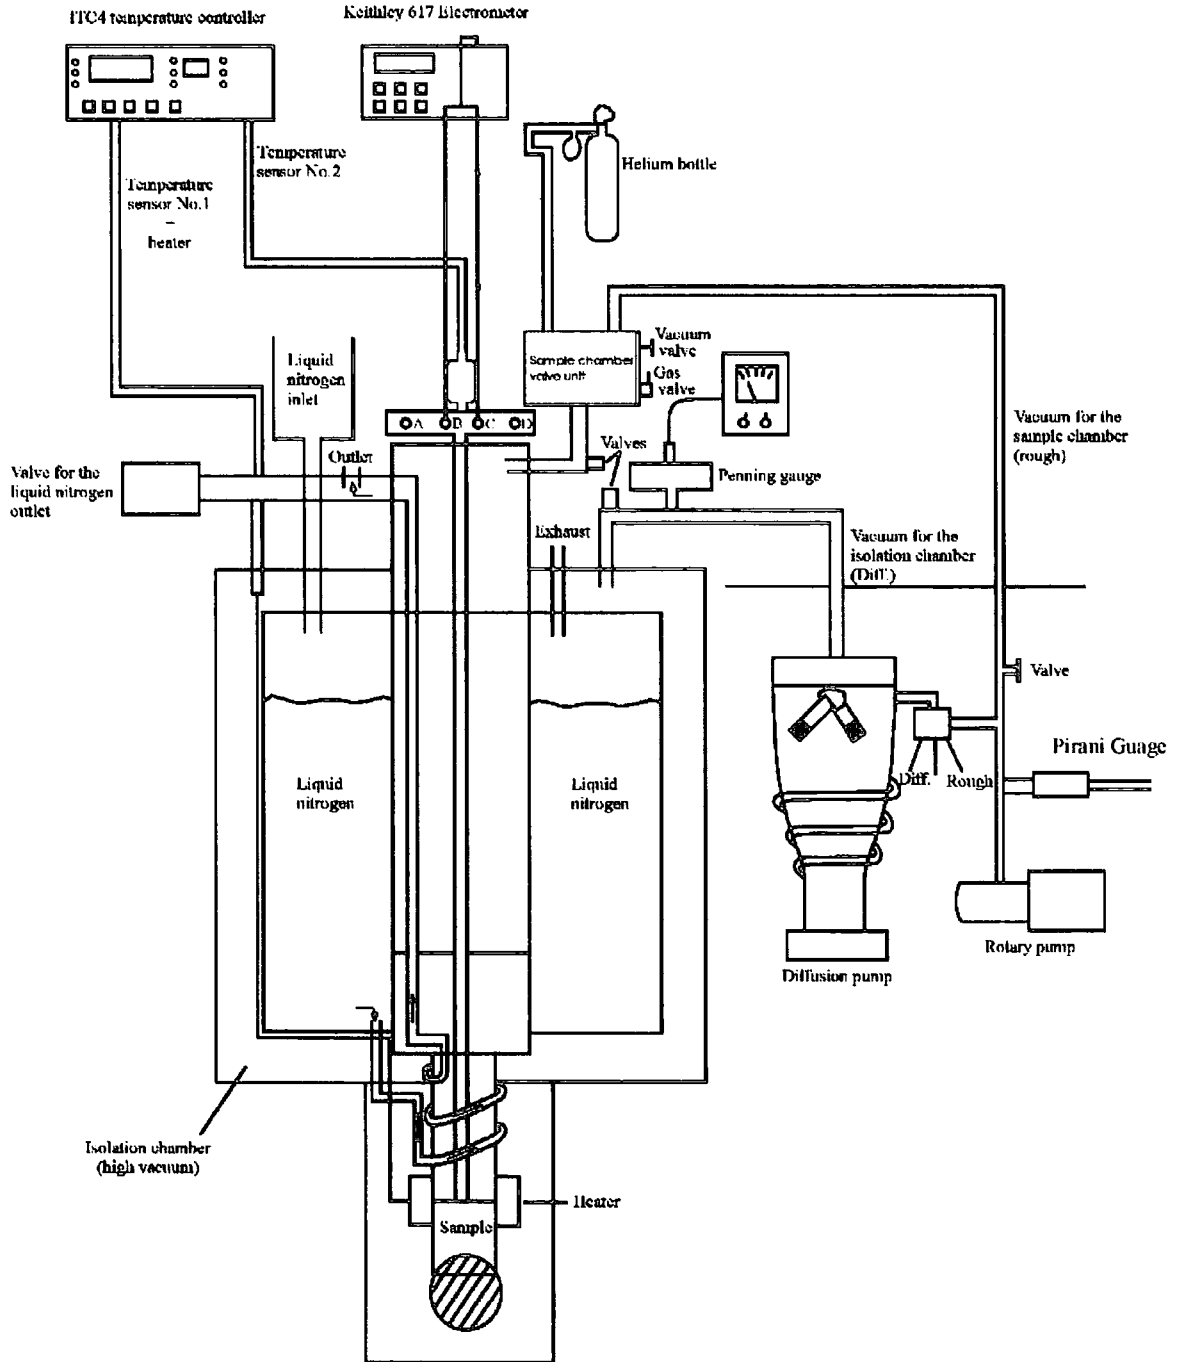 ITC4 temperature controller
Keithley 617 Electrometer
Temperature
sensor No.2
Temperature
sensor No.1
–
heater
Helium bottle
Liquid
nitrogen
inlet
Sample chamber
valve unit
Vacuum
valve
Gas
valve
A
B
C
D
Valves
Outlet
Penning gauge
Vacuum for the
sample chamber
(rough)
Valve for the
liquid nitrogen
outlet
Exhaust
Vacuum for the
isolation chamber
(Diff.)
Valve
Pirani Guage
Diff.
Rough
Liquid
nitrogen
Liquid
nitrogen
Rotary pump
Diffusion pump
Isolation chamber
(high vacuum)
Heater
Sample